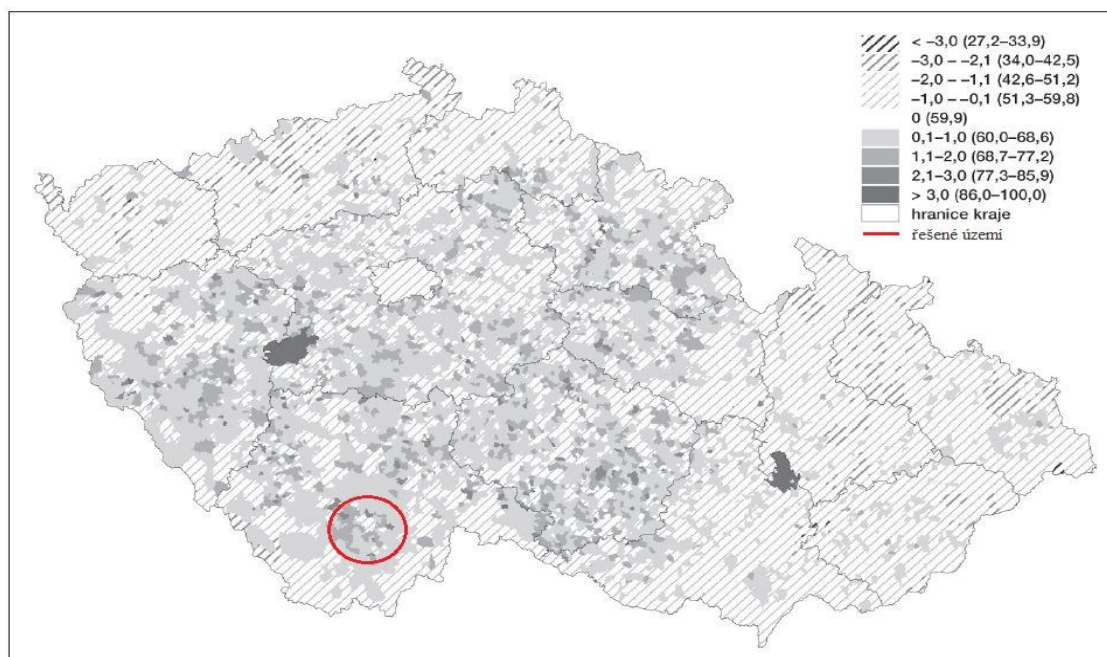 < –3,0 (27,2–33,9)
–3,0 – –2,1 (34,0–42,5)
–2,0 – –1,1 (42,6–51,2)
–1,0 – –0,1 (51,3–59,8)
0 (59,9)
0,1–1,0 (60,0–68,6)
1,1–2,0 (68,7–77,2)
2,1–3,0 (77,3–85,9)
> 3,0 (86,0–100,0)
hranice kraje
řešené území